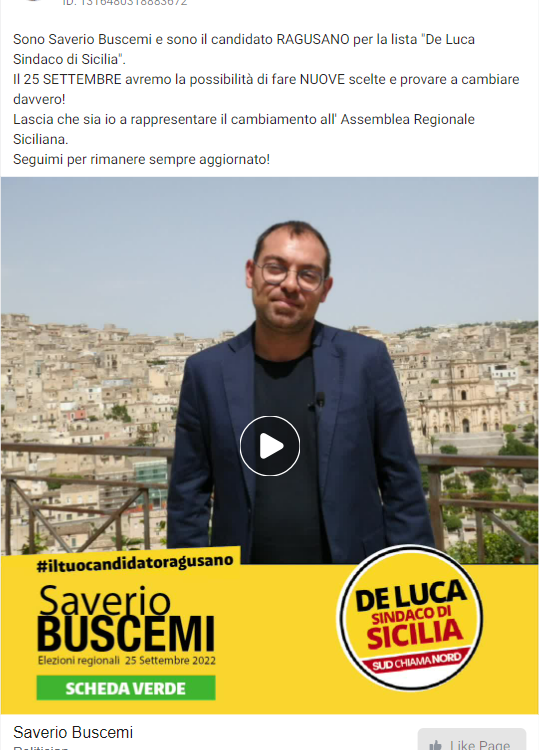 ID: 1316480318883672
Sono Saverio Buscemi e sono il candidato RAGUSANO per la lista "De Luca
Sindaco di Sicilia".
Il 25 SETTEMBRE avremo la possibilità di fare NUOVE scelte e provare a cambiare
davvero!
Lascia che sia io a rappresentare il cambiamento all' Assemblea Regionale
Siciliana.
Seguimi per rimanere sempre aggiornato!
#iltuocandidatoragusano
Saverio
BUSCEMI
Elezioni regionali 25 Settembre 2022
SCHEDA VERDE
DE LUCA
SINDACO DI
SICILIA
SUD CHIAMA NORD
Saverio Buscemi
Politician
Like Page